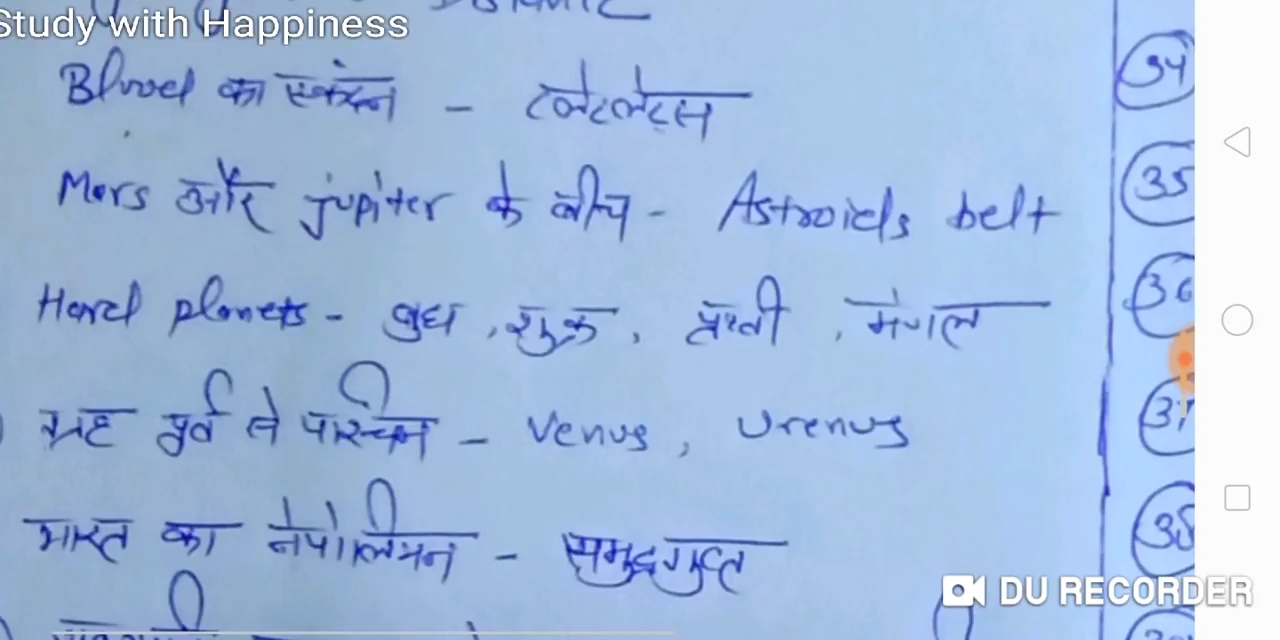 Study with Happiness
Blood का स्कंदन - प्लेटलेट्स
34
Mars और jupiter के बीच - Astroids belt
35
Hard planets - बुध, शुक्र, पृथ्वी, मंगल
36
ग्रह पूर्व से पश्चिम - Venus, Urenus
37
भारत का नेपोलियन - समुद्रगुप्त
38
DU RECORDER